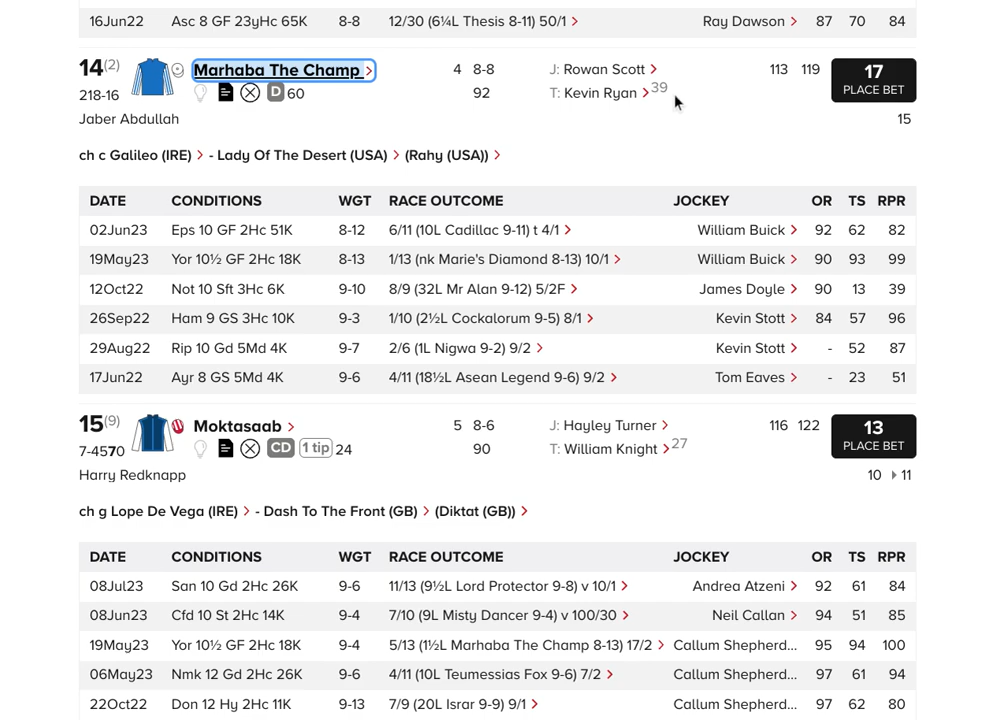 16Jun22 Asc 8 GF 23yHc 65K 8-8 12/30 (6¼L Thesis 8-11) 50/1 > Ray Dawson > 87 70 84
14(2) Marhaba The Champ > 4 8-8 J: Rowan Scott > 113 119 17
218-16 D 60 92 T: Kevin Ryan > 39 PLACE BET
Jaber Abdullah 15
ch c Galileo (IRE) > - Lady Of The Desert (USA) > (Rahy (USA)) >
DATE CONDITIONS WGT RACE OUTCOME JOCKEY OR TS RPR
02Jun23 Eps 10 GF 2Hc 51K 8-12 6/11 (10L Cadillac 9-11) t 4/1 > William Buick > 92 62 82
19May23 Yor 10½ GF 2Hc 18K 8-13 1/13 (nk Marie's Diamond 8-13) 10/1 > William Buick > 90 93 99
12Oct22 Not 10 Sft 3Hc 6K 9-10 8/9 (32L Mr Alan 9-12) 5/2F > James Doyle > 90 13 39
26Sep22 Ham 9 GS 3Hc 10K 9-3 1/10 (2½L Cockalorum 9-5) 8/1 > Kevin Stott > 84 57 96
29Aug22 Rip 10 Gd 5Md 4K 9-7 2/6 (1L Nigwa 9-2) 9/2 > Kevin Stott > - 52 87
17Jun22 Ayr 8 GS 5Md 4K 9-6 4/11 (18½L Asean Legend 9-6) 9/2 > Tom Eaves > - 23 51
15(9) Moktasaab > 5 8-6 J: Hayley Turner > 116 122 13
7-4570 CD 1 tip 24 90 T: William Knight > 27 PLACE BET
Harry Redknapp 10 ▸ 11
ch g Lope De Vega (IRE) > - Dash To The Front (GB) > (Diktat (GB)) >
DATE CONDITIONS WGT RACE OUTCOME JOCKEY OR TS RPR
08Jul23 San 10 Gd 2Hc 26K 9-6 11/13 (9½L Lord Protector 9-8) v 10/1 > Andrea Atzeni > 92 61 84
08Jun23 Cfd 10 St 2Hc 14K 9-4 7/10 (9L Misty Dancer 9-4) v 100/30 > Neil Callan > 94 51 85
19May23 Yor 10½ GF 2Hc 18K 9-4 5/13 (1½L Marhaba The Champ 8-13) 17/2 > Callum Shepherd... 95 94 100
06May23 Nmk 12 Gd 2Hc 26K 9-6 4/11 (10L Teumessias Fox 9-6) 7/2 > Callum Shepherd... 97 61 94
22Oct22 Don 12 Hy 2Hc 11K 9-13 7/9 (20L Israr 9-9) 9/1 > Callum Shepherd... 97 62 80